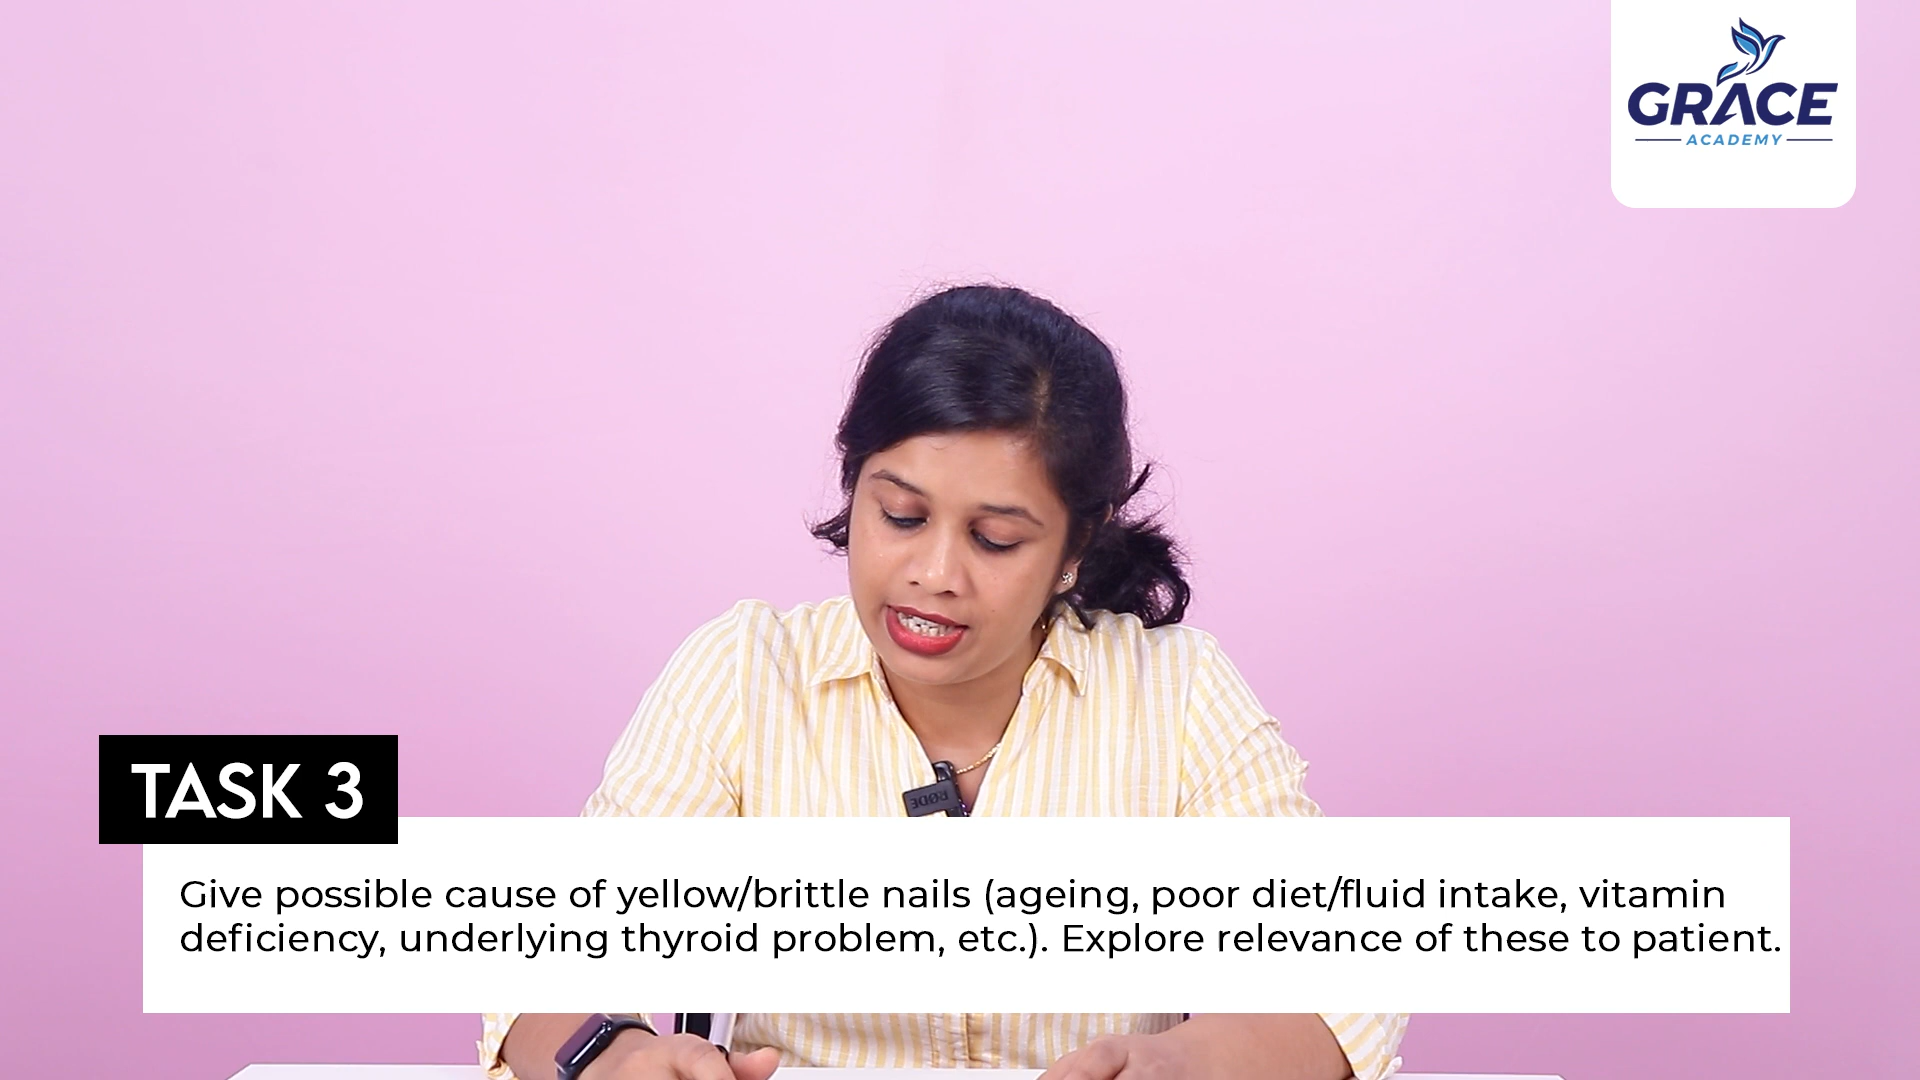 GRACE
ACADEMY
RØDE
TASK 3
Give possible cause of yellow/brittle nails (ageing, poor diet/fluid intake, vitamin
deficiency, underlying thyroid problem, etc.). Explore relevance of these to patient.